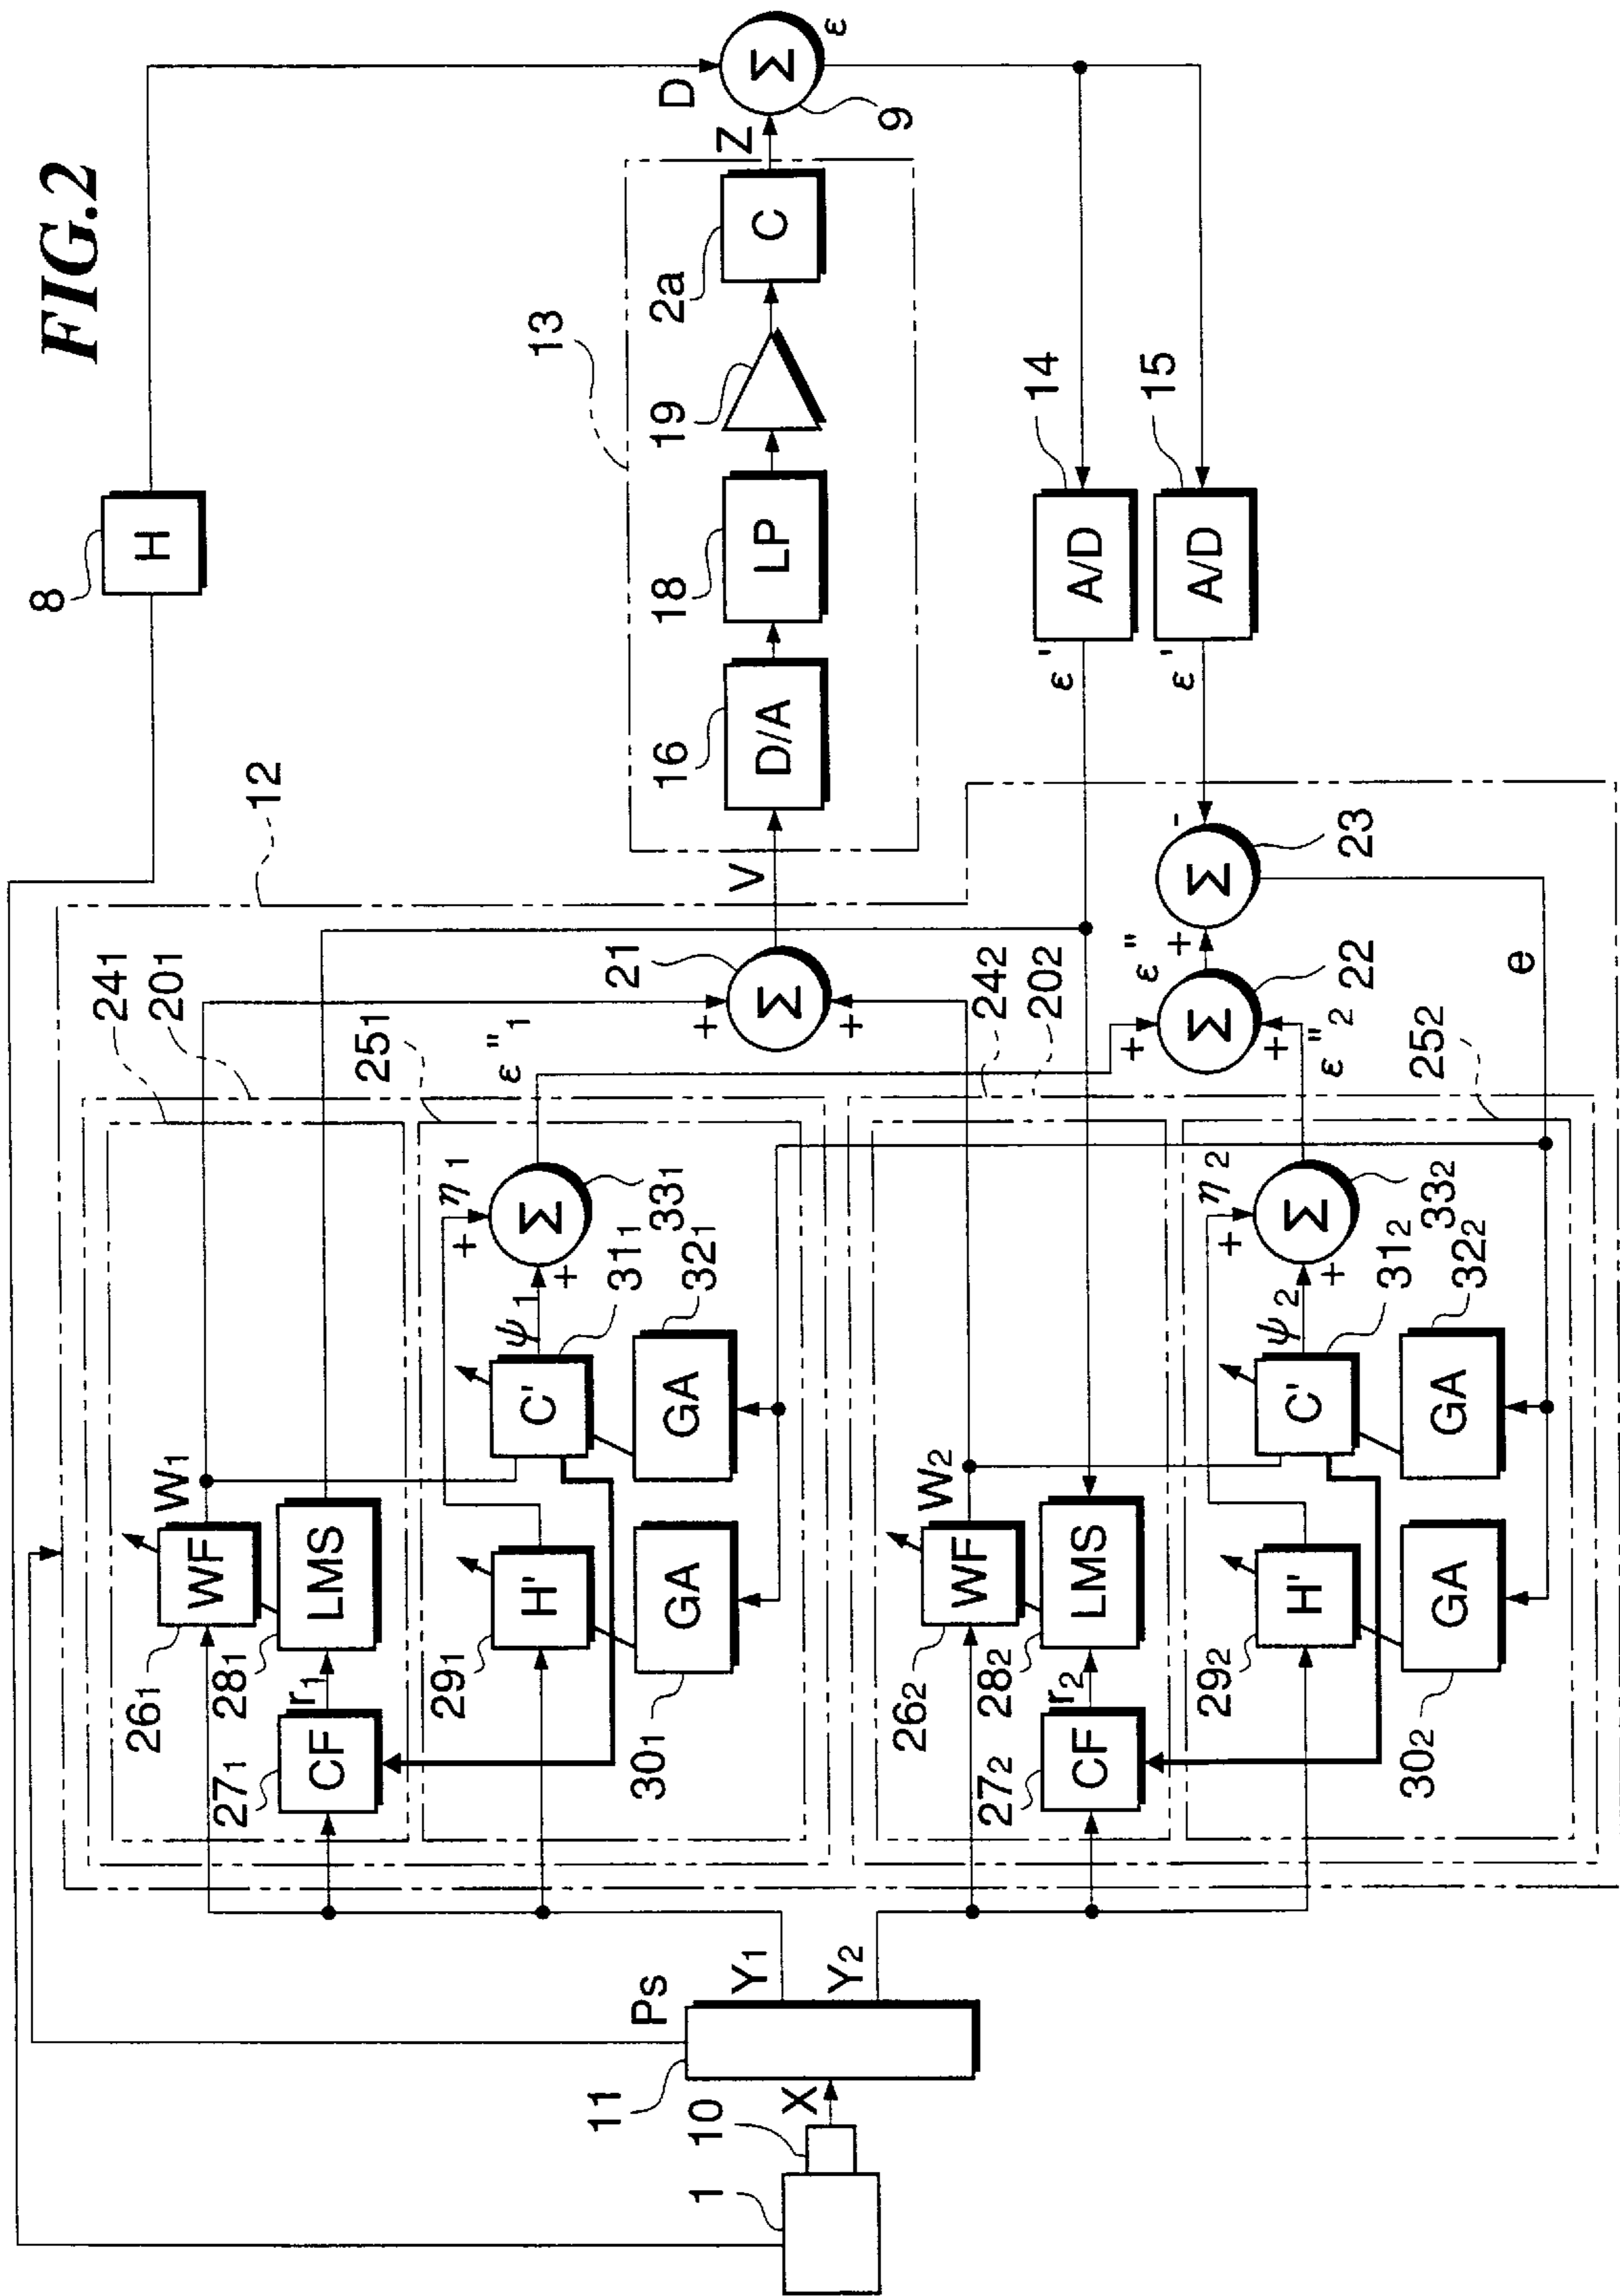 FIG.2
8
H
D
Σ
ε
9
Z
13
2a
C
19
18
LP
16
D/A
V
14
A/D
ε'
15
A/D
ε'
12
21
Σ
+
+
23
Σ
-
+
ε"
22
Σ
+
+
e
241
201
251
ε"1
W1
261
WF
281
LMS
r1
271
CF
η1
+
Σ
+
331
ψ1
C'
311
321
GA
H'
291
GA
301
242
202
252
ε"2
W2
262
WF
282
LMS
r2
272
CF
η2
+
Σ
+
332
ψ2
C'
312
322
GA
H'
292
GA
302
Ps
Y1
Y2
11
X
10
1